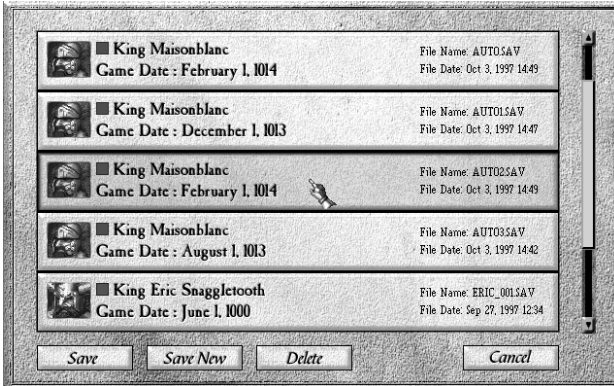 King Maisonblanc
Game Date : February 1, 1014
File Name: AUTO.SAV
File Date: Oct 3, 1997 14:49
King Maisonblanc
Game Date : December 1, 1013
File Name: AUTO1.SAV
File Date: Oct 3, 1997 14:47
King Maisonblanc
Game Date : February 1, 1014
File Name: AUTO2.SAV
File Date: Oct 3, 1997 14:49
King Maisonblanc
Game Date : August 1, 1013
File Name: AUTO3.SAV
File Date: Oct 3, 1997 14:42
King Eric Snaggletooth
Game Date : June 1, 1000
File Name: ERIC_001.SAV
File Date: Sep 27, 1997 12:34
Save
Save New
Delete
Cancel